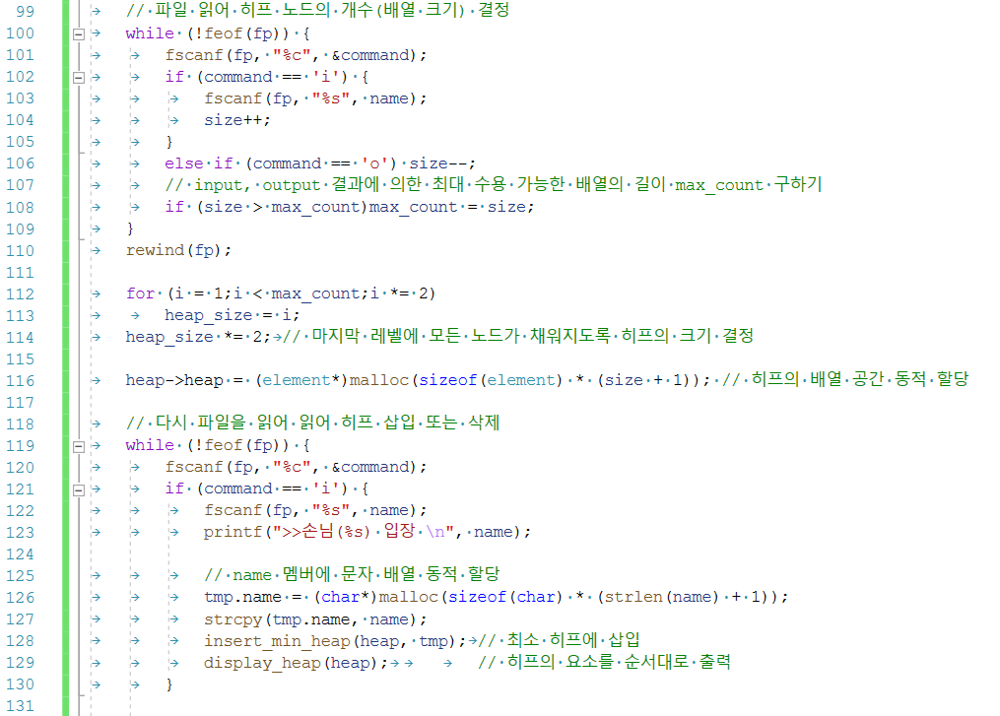 99 // 파일 읽어 히프 노드의 개수(배열 크기) 결정
100 while (!feof(fp)) {
101 fscanf(fp, "%c", &command);
102 if (command == 'i') {
103 fscanf(fp, "%s", name);
104 size++;
105 }
106 else if (command == 'o') size--;
107 // input, output 결과에 의한 최대 수용 가능한 배열의 길이 max_count 구하기
108 if (size > max_count)max_count = size;
109 }
110 rewind(fp);
111
112 for (i = 1;i < max_count;i *= 2)
113 heap_size = i;
114 heap_size *= 2; // 마지막 레벨에 모든 노드가 채워지도록 히프의 크기 결정
115
116 heap->heap = (element*)malloc(sizeof(element) * (size + 1)); // 히프의 배열 공간 동적 할당
117
118 // 다시 파일을 읽어 읽어 히프 삽입 또는 삭제
119 while (!feof(fp)) {
120 fscanf(fp, "%c", &command);
121 if (command == 'i') {
122 fscanf(fp, "%s", name);
123 printf(">>손님(%s) 입장 \n", name);
124
125 // name 멤버에 문자 배열 동적 할당
126 tmp.name = (char*)malloc(sizeof(char) * (strlen(name) + 1));
127 strcpy(tmp.name, name);
128 insert_min_heap(heap, tmp); // 최소 히프에 삽입
129 display_heap(heap); // 히프의 요소를 순서대로 출력
130 }
131